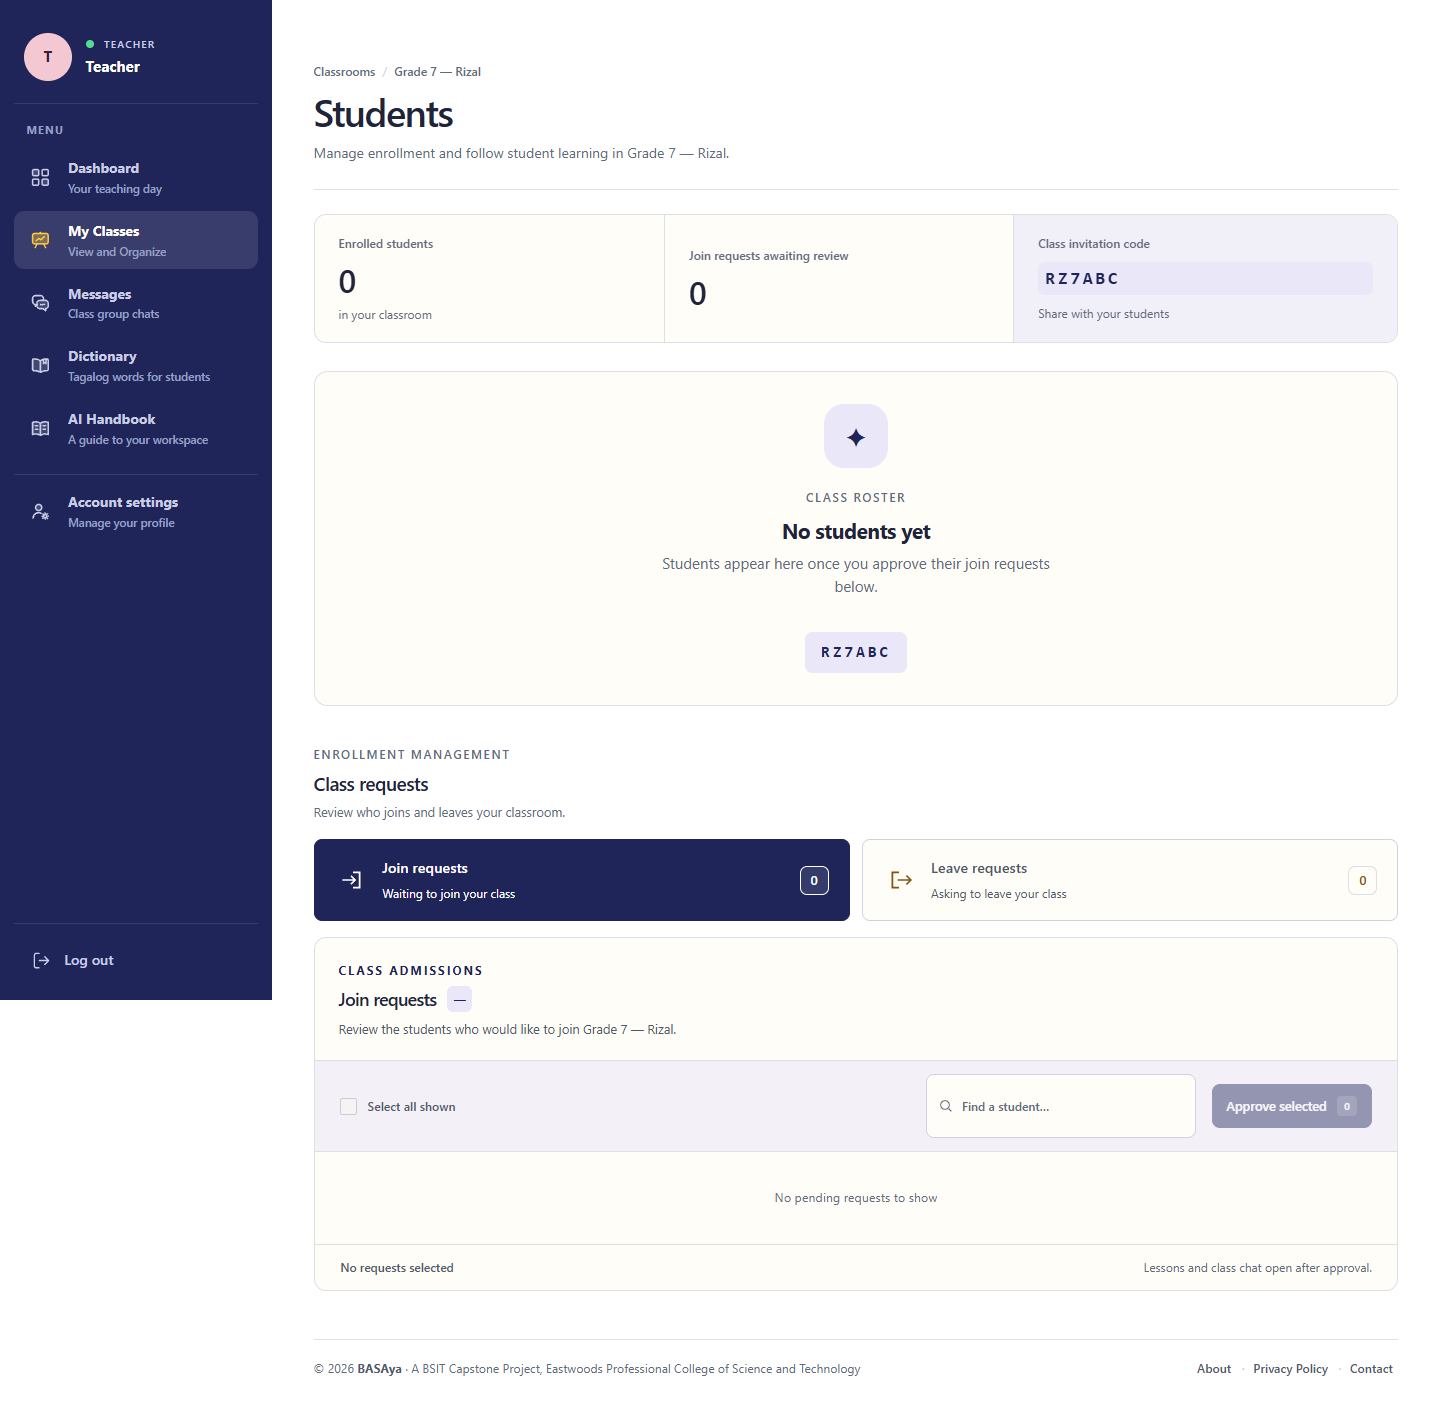 T
TEACHER
Teacher
MENU
Dashboard
Your teaching day
My Classes
View and Organize
Messages
Class group chats
Dictionary
Tagalog words for students
AI Handbook
A guide to your workspace
Account settings
Manage your profile
Log out
Classrooms / Grade 7 — Rizal
Students
Manage enrollment and follow student learning in Grade 7 — Rizal.
Enrolled students
0
in your classroom
Join requests awaiting review
0
Class invitation code
RZ7ABC
Share with your students
CLASS ROSTER
No students yet
Students appear here once you approve their join requests
below.
RZ7ABC
ENROLLMENT MANAGEMENT
Class requests
Review who joins and leaves your classroom.
Join requests
Waiting to join your class
0
Leave requests
Asking to leave your class
0
CLASS ADMISSIONS
Join requests —
Review the students who would like to join Grade 7 — Rizal.
Select all shown
Find a student...
Approve selected 0
No pending requests to show
No requests selected
Lessons and class chat open after approval.
© 2026 BASAya · A BSIT Capstone Project, Eastwoods Professional College of Science and Technology
About · Privacy Policy · Contact